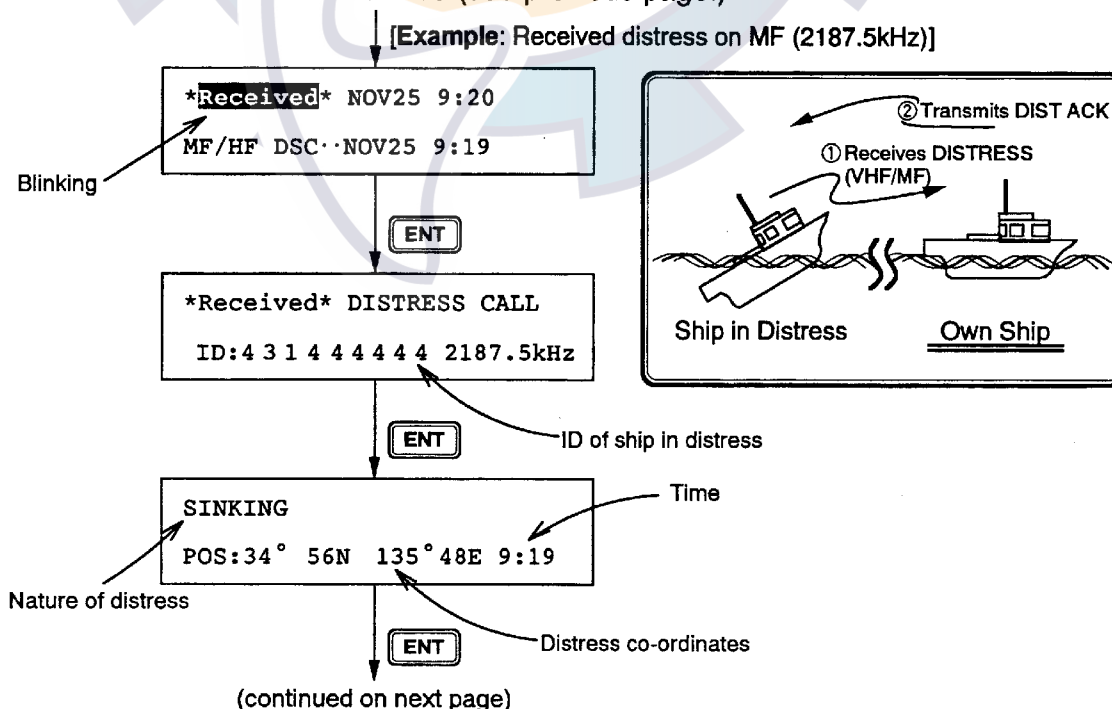 [Example: Received distress on MF (2187.5kHz)]
*Received* NOV25 9:20
MF/HF DSC··NOV25 9:19
Blinking
ENT
*Received* DISTRESS CALL
ID:4 3 1 4 4 4 4 4 4 2187.5kHz
ENT
ID of ship in distress
SINKING
POS:34° 56N 135°48E 9:19
Time
Nature of distress
Distress co-ordinates
ENT
(continued on next page)
②Transmits DIST ACK
①Receives DISTRESS
(VHF/MF)
Ship in Distress
Own Ship